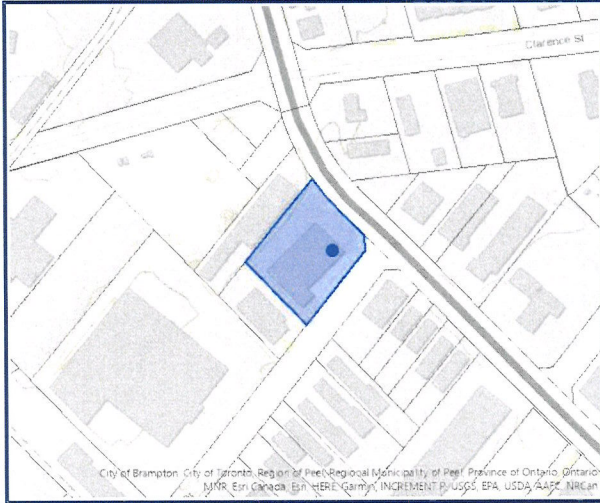 Clarence St
City of Brampton, City of Toronto, Region of Peel, Regional Municipality of Peel, Province of Ontario, Ontario
MNR, Esri Canada, Esri, HERE, Garmin, INCREMENT P, USGS, EPA, USDA, AAFC, NRCan